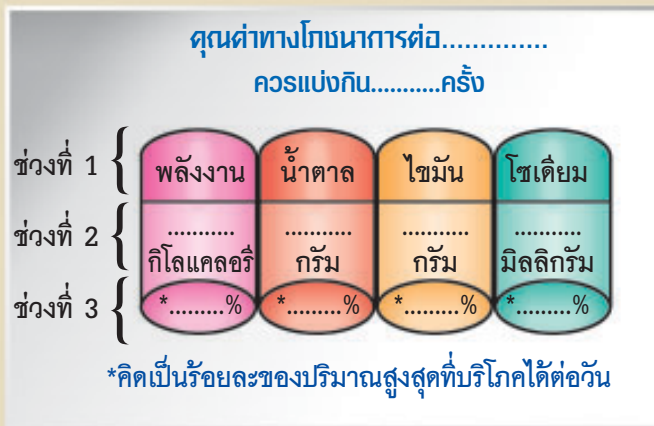 คุณค่าทางโภชนาการต่อ..............
ควรแบ่งกิน...........ครั้ง
ช่วงที่ 1 { พลังงาน น้ำตาล ไขมัน โซเดียม
ช่วงที่ 2 { ........... ........... ........... ...........
กิโลแคลอรี่ กรัม กรัม มิลลิกรัม
ช่วงที่ 3 { *.........% *.........% *.........% *.........%
*คิดเป็นร้อยละของปริมาณสูงสุดที่บริโภคได้ต่อวัน